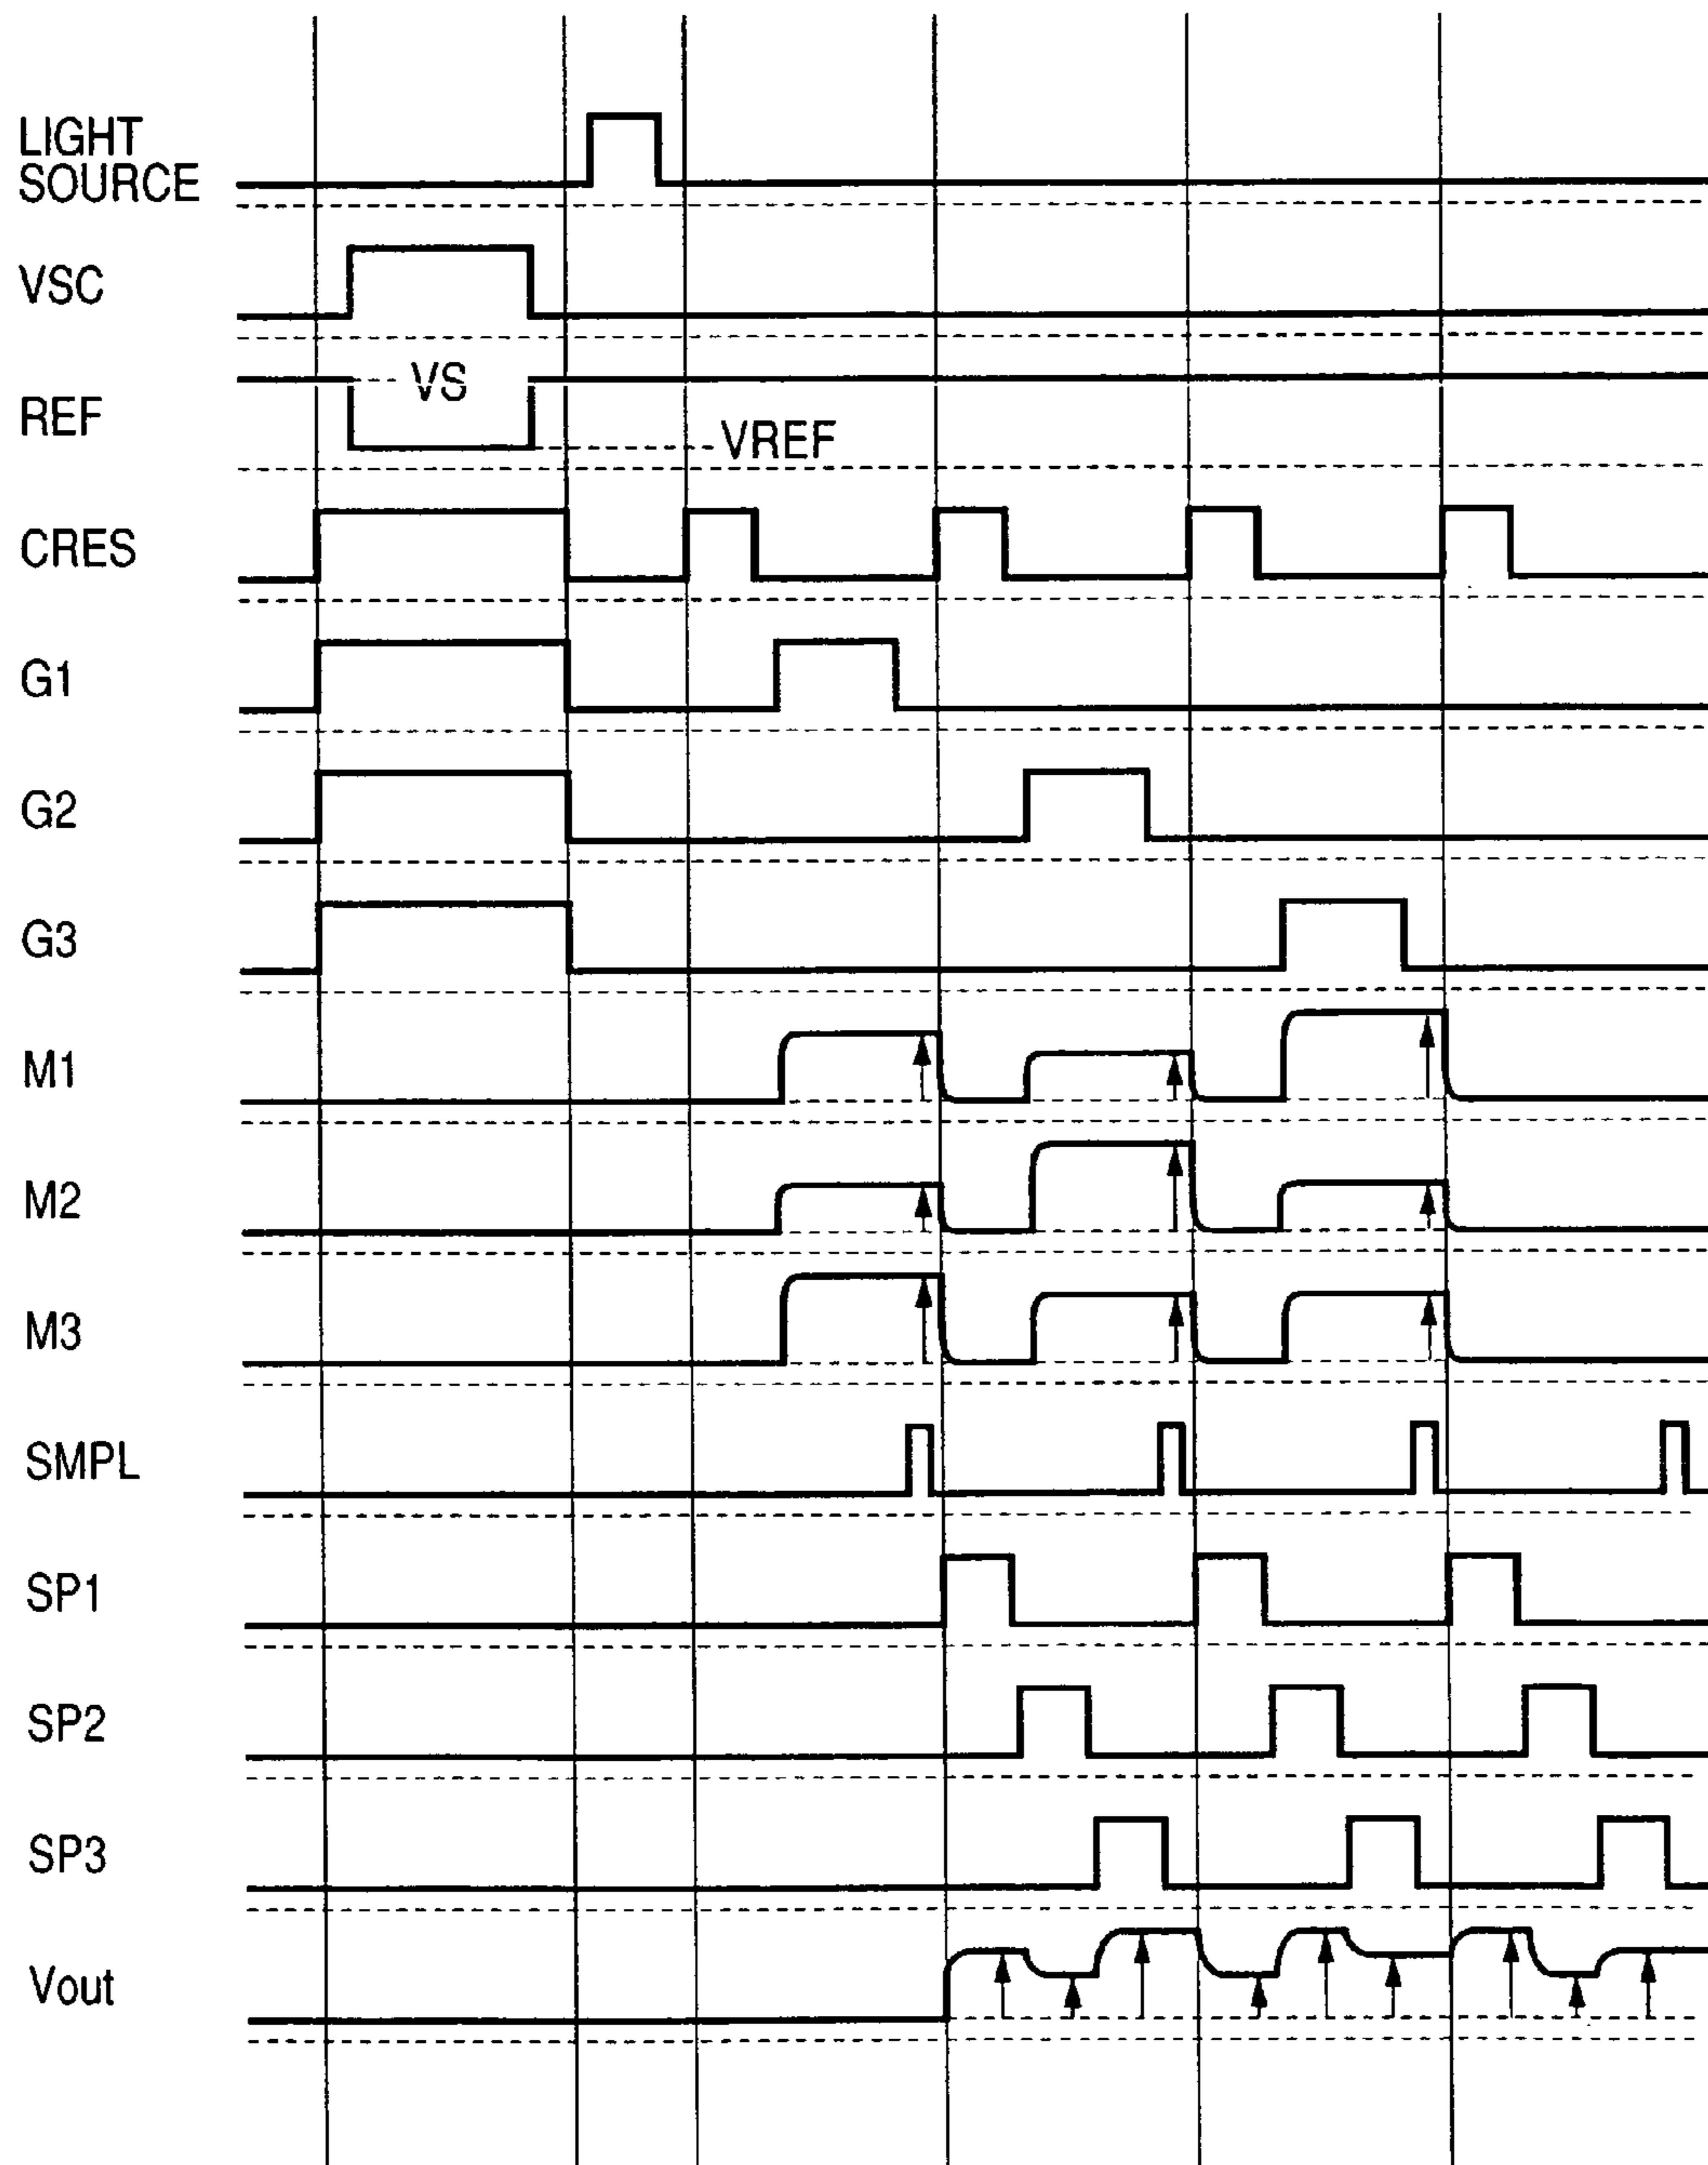 LIGHT
SOURCE
VSC
VS
REF
VREF
CRES
G1
G2
G3
M1
M2
M3
SMPL
SP1
SP2
SP3
Vout